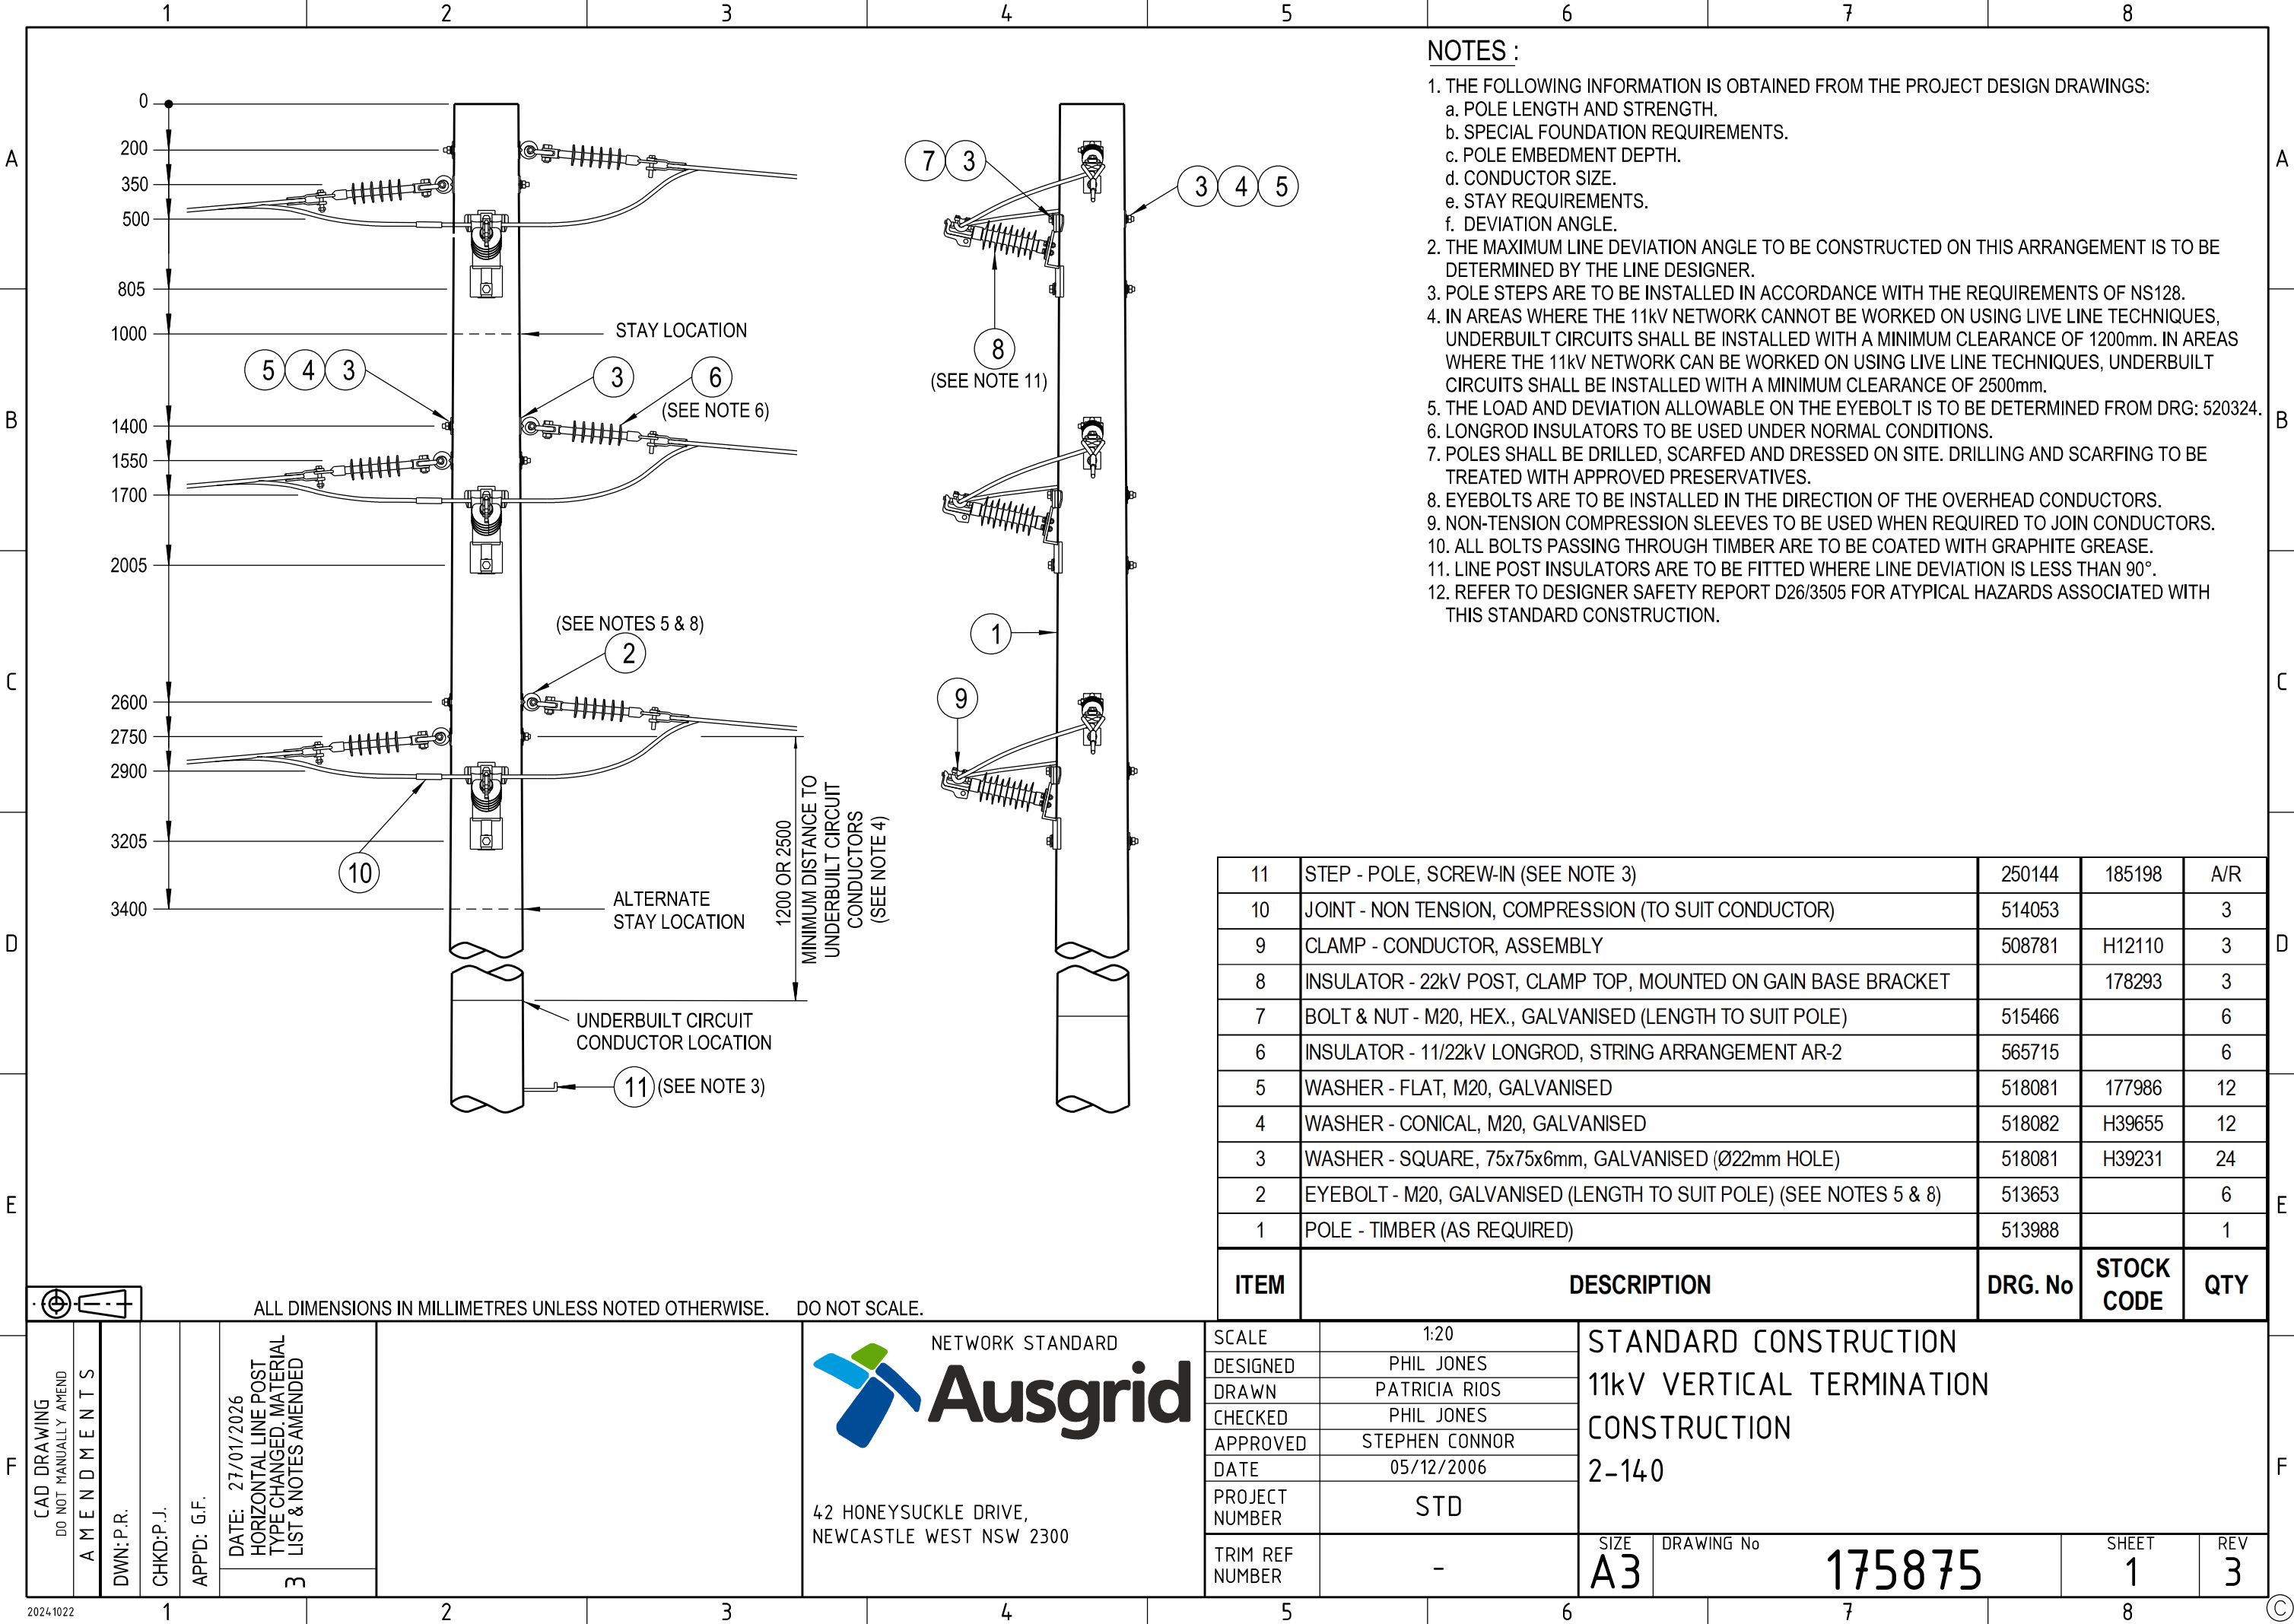 1 2 3 4 5 6 7 8
A
B
C
D
E
F
A
B
C
D
E
F
0
200
350
500
805
1000
1400
1550
1700
2005
2600
2750
2900
3205
3400
STAY LOCATION
5 4 3
3
6
(SEE NOTE 6)
(SEE NOTES 5 & 8)
2
10
ALTERNATE
STAY LOCATION
1200 OR 2500
MINIMUM DISTANCE TO
UNDERBUILT CIRCUIT
CONDUCTORS
(SEE NOTE 4)
UNDERBUILT CIRCUIT
CONDUCTOR LOCATION
11 (SEE NOTE 3)
7 3
3 4 5
8
(SEE NOTE 11)
1
9
NOTES :
1. THE FOLLOWING INFORMATION IS OBTAINED FROM THE PROJECT DESIGN DRAWINGS:
a. POLE LENGTH AND STRENGTH.
b. SPECIAL FOUNDATION REQUIREMENTS.
c. POLE EMBEDMENT DEPTH.
d. CONDUCTOR SIZE.
e. STAY REQUIREMENTS.
f. DEVIATION ANGLE.
2. THE MAXIMUM LINE DEVIATION ANGLE TO BE CONSTRUCTED ON THIS ARRANGEMENT IS TO BE
DETERMINED BY THE LINE DESIGNER.
3. POLE STEPS ARE TO BE INSTALLED IN ACCORDANCE WITH THE REQUIREMENTS OF NS128.
4. IN AREAS WHERE THE 11kV NETWORK CANNOT BE WORKED ON USING LIVE LINE TECHNIQUES,
UNDERBUILT CIRCUITS SHALL BE INSTALLED WITH A MINIMUM CLEARANCE OF 1200mm. IN AREAS
WHERE THE 11kV NETWORK CAN BE WORKED ON USING LIVE LINE TECHNIQUES, UNDERBUILT
CIRCUITS SHALL BE INSTALLED WITH A MINIMUM CLEARANCE OF 2500mm.
5. THE LOAD AND DEVIATION ALLOWABLE ON THE EYEBOLT IS TO BE DETERMINED FROM DRG: 520324.
6. LONGROD INSULATORS TO BE USED UNDER NORMAL CONDITIONS.
7. POLES SHALL BE DRILLED, SCARFED AND DRESSED ON SITE. DRILLING AND SCARFING TO BE
TREATED WITH APPROVED PRESERVATIVES.
8. EYEBOLTS ARE TO BE INSTALLED IN THE DIRECTION OF THE OVERHEAD CONDUCTORS.
9. NON-TENSION COMPRESSION SLEEVES TO BE USED WHEN REQUIRED TO JOIN CONDUCTORS.
10. ALL BOLTS PASSING THROUGH TIMBER ARE TO BE COATED WITH GRAPHITE GREASE.
11. LINE POST INSULATORS ARE TO BE FITTED WHERE LINE DEVIATION IS LESS THAN 90°.
12. REFER TO DESIGNER SAFETY REPORT D26/3505 FOR ATYPICAL HAZARDS ASSOCIATED WITH
THIS STANDARD CONSTRUCTION.
11 STEP - POLE, SCREW-IN (SEE NOTE 3) 250144 185198 A/R
10 JOINT - NON TENSION, COMPRESSION (TO SUIT CONDUCTOR) 514053 3
9 CLAMP - CONDUCTOR, ASSEMBLY 508781 H12110 3
8 INSULATOR - 22kV POST, CLAMP TOP, MOUNTED ON GAIN BASE BRACKET 178293 3
7 BOLT & NUT - M20, HEX., GALVANISED (LENGTH TO SUIT POLE) 515466 6
6 INSULATOR - 11/22kV LONGROD, STRING ARRANGEMENT AR-2 565715 6
5 WASHER - FLAT, M20, GALVANISED 518081 177986 12
4 WASHER - CONICAL, M20, GALVANISED 518082 H39655 12
3 WASHER - SQUARE, 75x75x6mm, GALVANISED (Ø22mm HOLE) 518081 H39231 24
2 EYEBOLT - M20, GALVANISED (LENGTH TO SUIT POLE) (SEE NOTES 5 & 8) 513653 6
1 POLE - TIMBER (AS REQUIRED) 513988 1
ITEM DESCRIPTION DRG. No STOCK CODE QTY
ALL DIMENSIONS IN MILLIMETRES UNLESS NOTED OTHERWISE. DO NOT SCALE.
CAD DRAWING
DO NOT MANUALLY AMEND
AMENDMENTS
DWN: P.R.
CHKD: P.J.
APP'D: G.F.
DATE: 27/01/2026
HORIZONTAL LINE POST
TYPE CHANGED. MATERIAL
LIST & NOTES AMENDED
3
NETWORK STANDARD
Ausgrid
42 HONEYSUCKLE DRIVE,
NEWCASTLE WEST NSW 2300
SCALE 1:20
DESIGNED PHIL JONES
DRAWN PATRICIA RIOS
CHECKED PHIL JONES
APPROVED STEPHEN CONNOR
DATE 05/12/2006
PROJECT NUMBER STD
TRIM REF NUMBER -
STANDARD CONSTRUCTION
11kV VERTICAL TERMINATION
CONSTRUCTION
2-140
SIZE A3
DRAWING No 175875
SHEET 1
REV 3
20241022
1 2 3 4 5 6 7 8
©